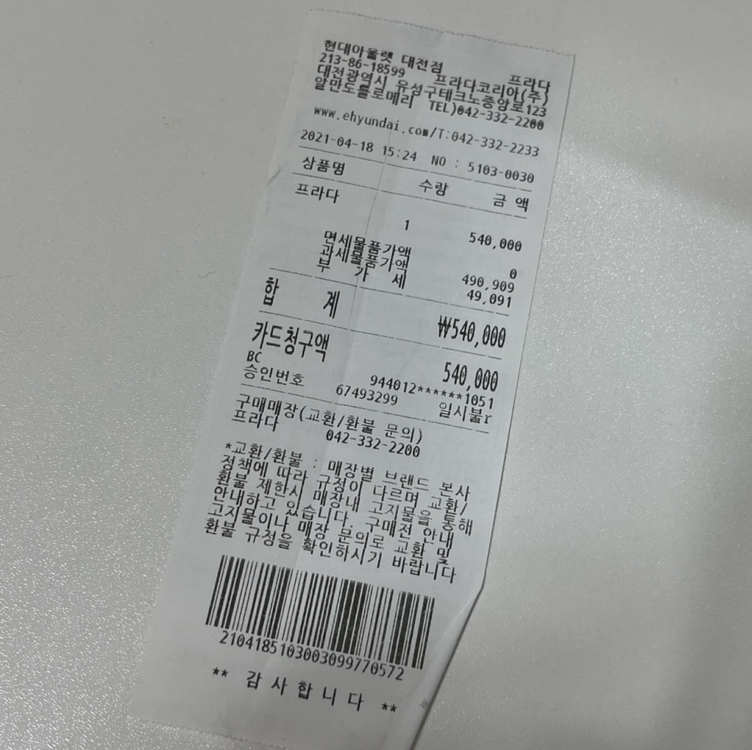 현대아울렛 대전점 프라다
213-86-18599 프라다코리아(주)
대전광역시 유성구테크노중앙로123
알만도를로메리 TEL)042-332-2200
www.ehyundai.com/T:042-332-2233
2021-04-18 15:24 NO : 5103-0030
상품명 수량 금 액
프라다
1 540,000
면세물품가액 0
과세물품가액 490,909
부 가 세 49,091
합 계 ₩540,000
카드청구액 540,000
BC 944012******1051
승인번호 67493299 일시불r
구매매장(교환/환불 문의)
프라다 042-332-2200
*교환/환불 : 매장별 브랜드 본사
정책에 따라 규정이 다르며 교환/
환불 제한시 매장내 고지물을 통해
안내하고 있습니다. 구매전 안내
고지물이나 매장 문의로 교환 및
환불 규정을 확인하시기 바랍니다
2104185103003099770572
** 감사합니다 **